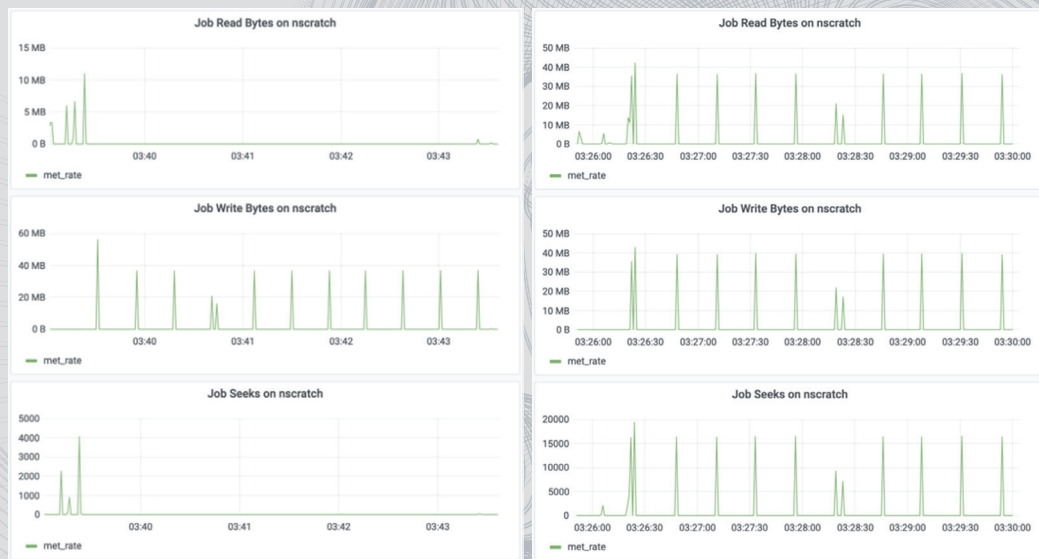 Job Read Bytes on nscratch
15 MB
10 MB
5 MB
0 B
03:40 03:41 03:42 03:43
met_rate
Job Write Bytes on nscratch
60 MB
40 MB
20 MB
0 B
03:40 03:41 03:42 03:43
met_rate
Job Seeks on nscratch
5000
4000
3000
2000
1000
0
03:40 03:41 03:42 03:43
met_rate
Job Read Bytes on nscratch
50 MB
40 MB
30 MB
20 MB
10 MB
0 B
03:26:00 03:26:30 03:27:00 03:27:30 03:28:00 03:28:30 03:29:00 03:29:30 03:30:00
met_rate
Job Write Bytes on nscratch
50 MB
40 MB
30 MB
20 MB
10 MB
0 B
03:26:00 03:26:30 03:27:00 03:27:30 03:28:00 03:28:30 03:29:00 03:29:30 03:30:00
met_rate
Job Seeks on nscratch
20000
15000
10000
5000
0
03:26:00 03:26:30 03:27:00 03:27:30 03:28:00 03:28:30 03:29:00 03:29:30 03:30:00
met_rate